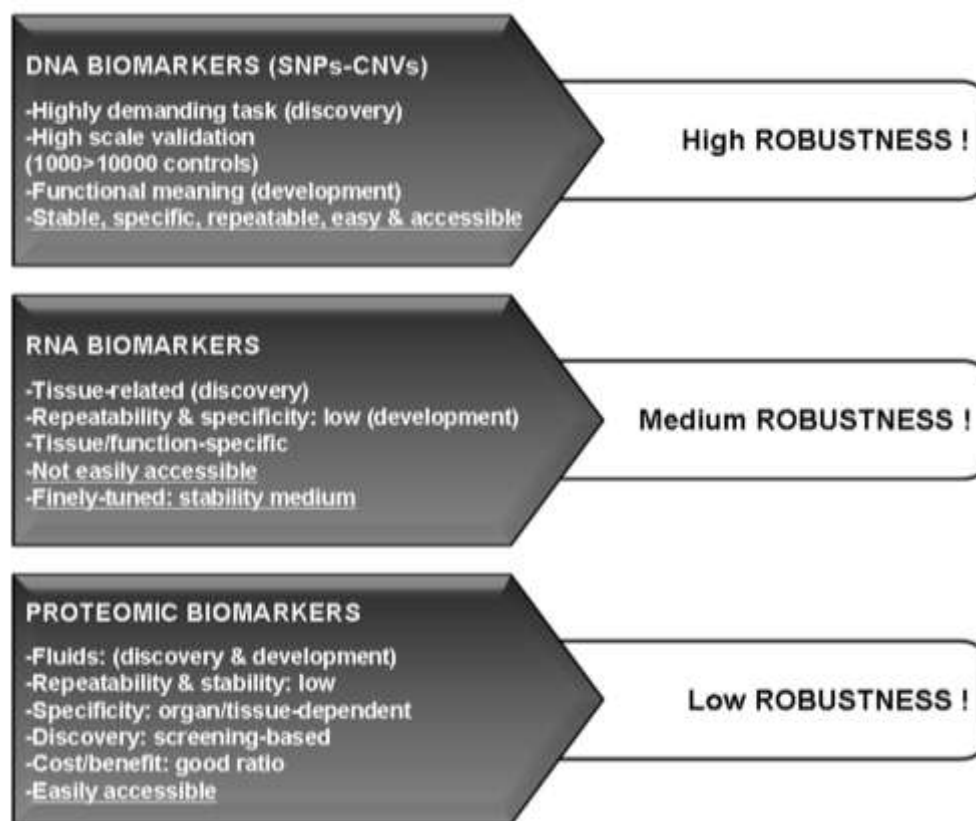 DNA BIOMARKERS (SNPs-CNVs)
-Highly demanding task (discovery)
-High scale validation
(1000>10000 controls)
-Functional meaning (development)
-Stable, specific, repeatable, easy & accessible
High ROBUSTNESS !
RNA BIOMARKERS
-Tissue-related (discovery)
-Repeatability & specificity: low (development)
-Tissue/function-specific
-Not easily accessible
-Finely-tuned: stability medium
Medium ROBUSTNESS !
PROTEOMIC BIOMARKERS
-Fluids: (discovery & development)
-Repeatability & stability: low
-Specificity: organ/tissue-dependent
-Discovery: screening-based
-Cost/benefit: good ratio
-Easily accessible
Low ROBUSTNESS !